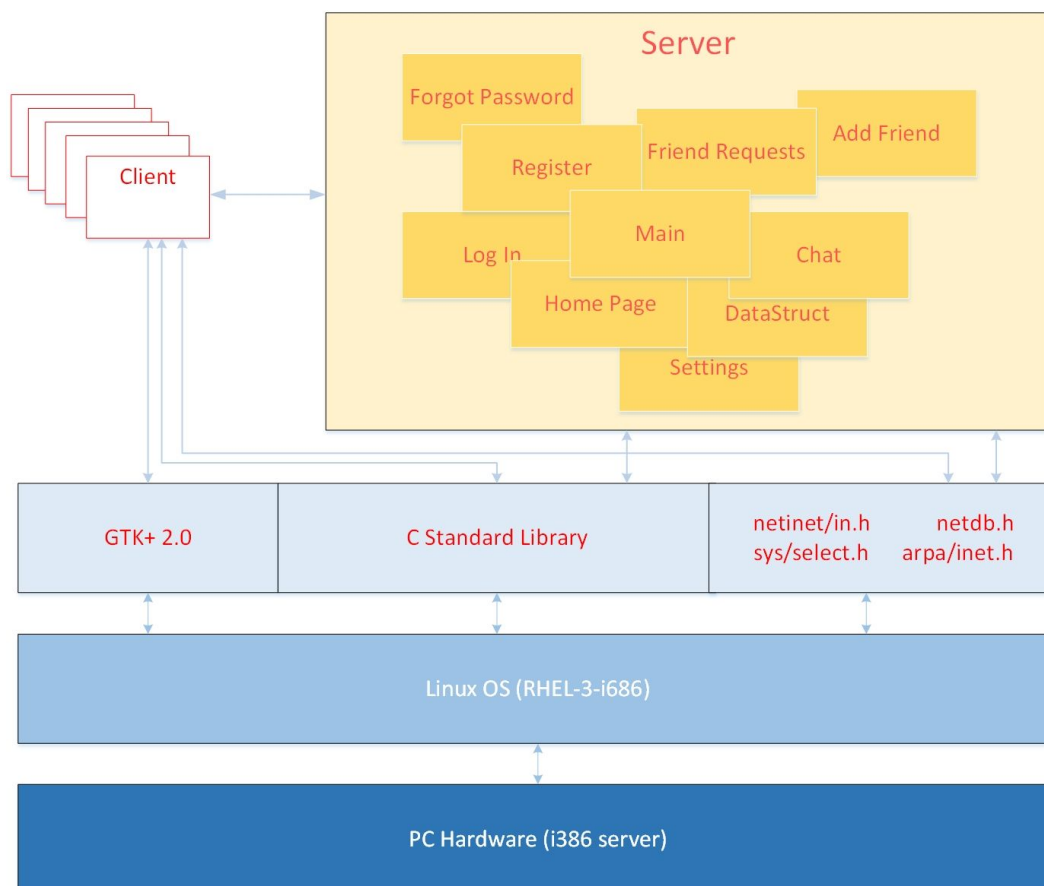 Server
Forgot Password
Add Friend
Friend Requests
Register
Client
Main
Log In
Chat
Home Page
DataStruct
Settings
GTK+ 2.0
C Standard Library
netinet/in.h netdb.h
sys/select.h arpa/inet.h
Linux OS (RHEL-3-i686)
PC Hardware (i386 server)